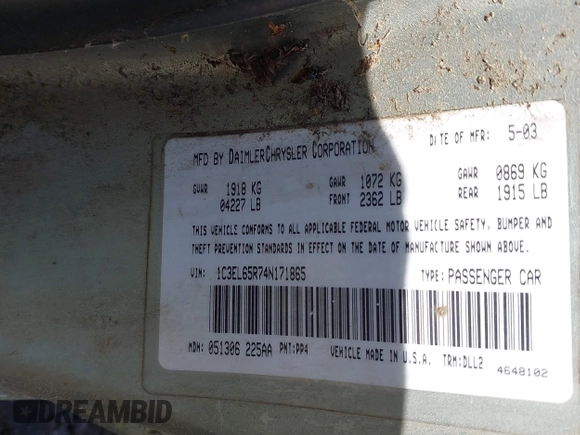 MFD BY DAIMLERCHRYSLER CORPORATION DATE OF MFR: 5-03
GVWR 1918 KG GAWR 1072 KG GAWR 0869 KG
04227 LB FRONT 2362 LB REAR 1915 LB
THIS VEHICLE CONFORMS TO ALL APPLICABLE FEDERAL MOTOR VEHICLE SAFETY, BUMPER AND
THEFT PREVENTION STANDARDS IN EFFECT ON THE DATE OF MANUFACTURE SHOWN ABOVE.
VIN: 1C3EL65R74N171865 TYPE: PASSENGER CAR
MDH: 051306 225AA PNT:PP4 VEHICLE MADE IN U.S.A. TRM:DLL2 4648102
DREAMBID